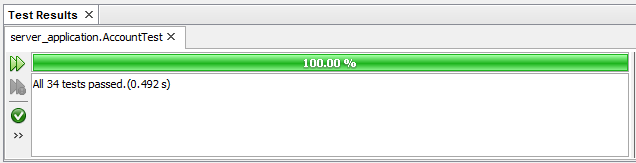 Test Results
server_application.AccountTest
100.00 %
All 34 tests passed.(0.492 s)